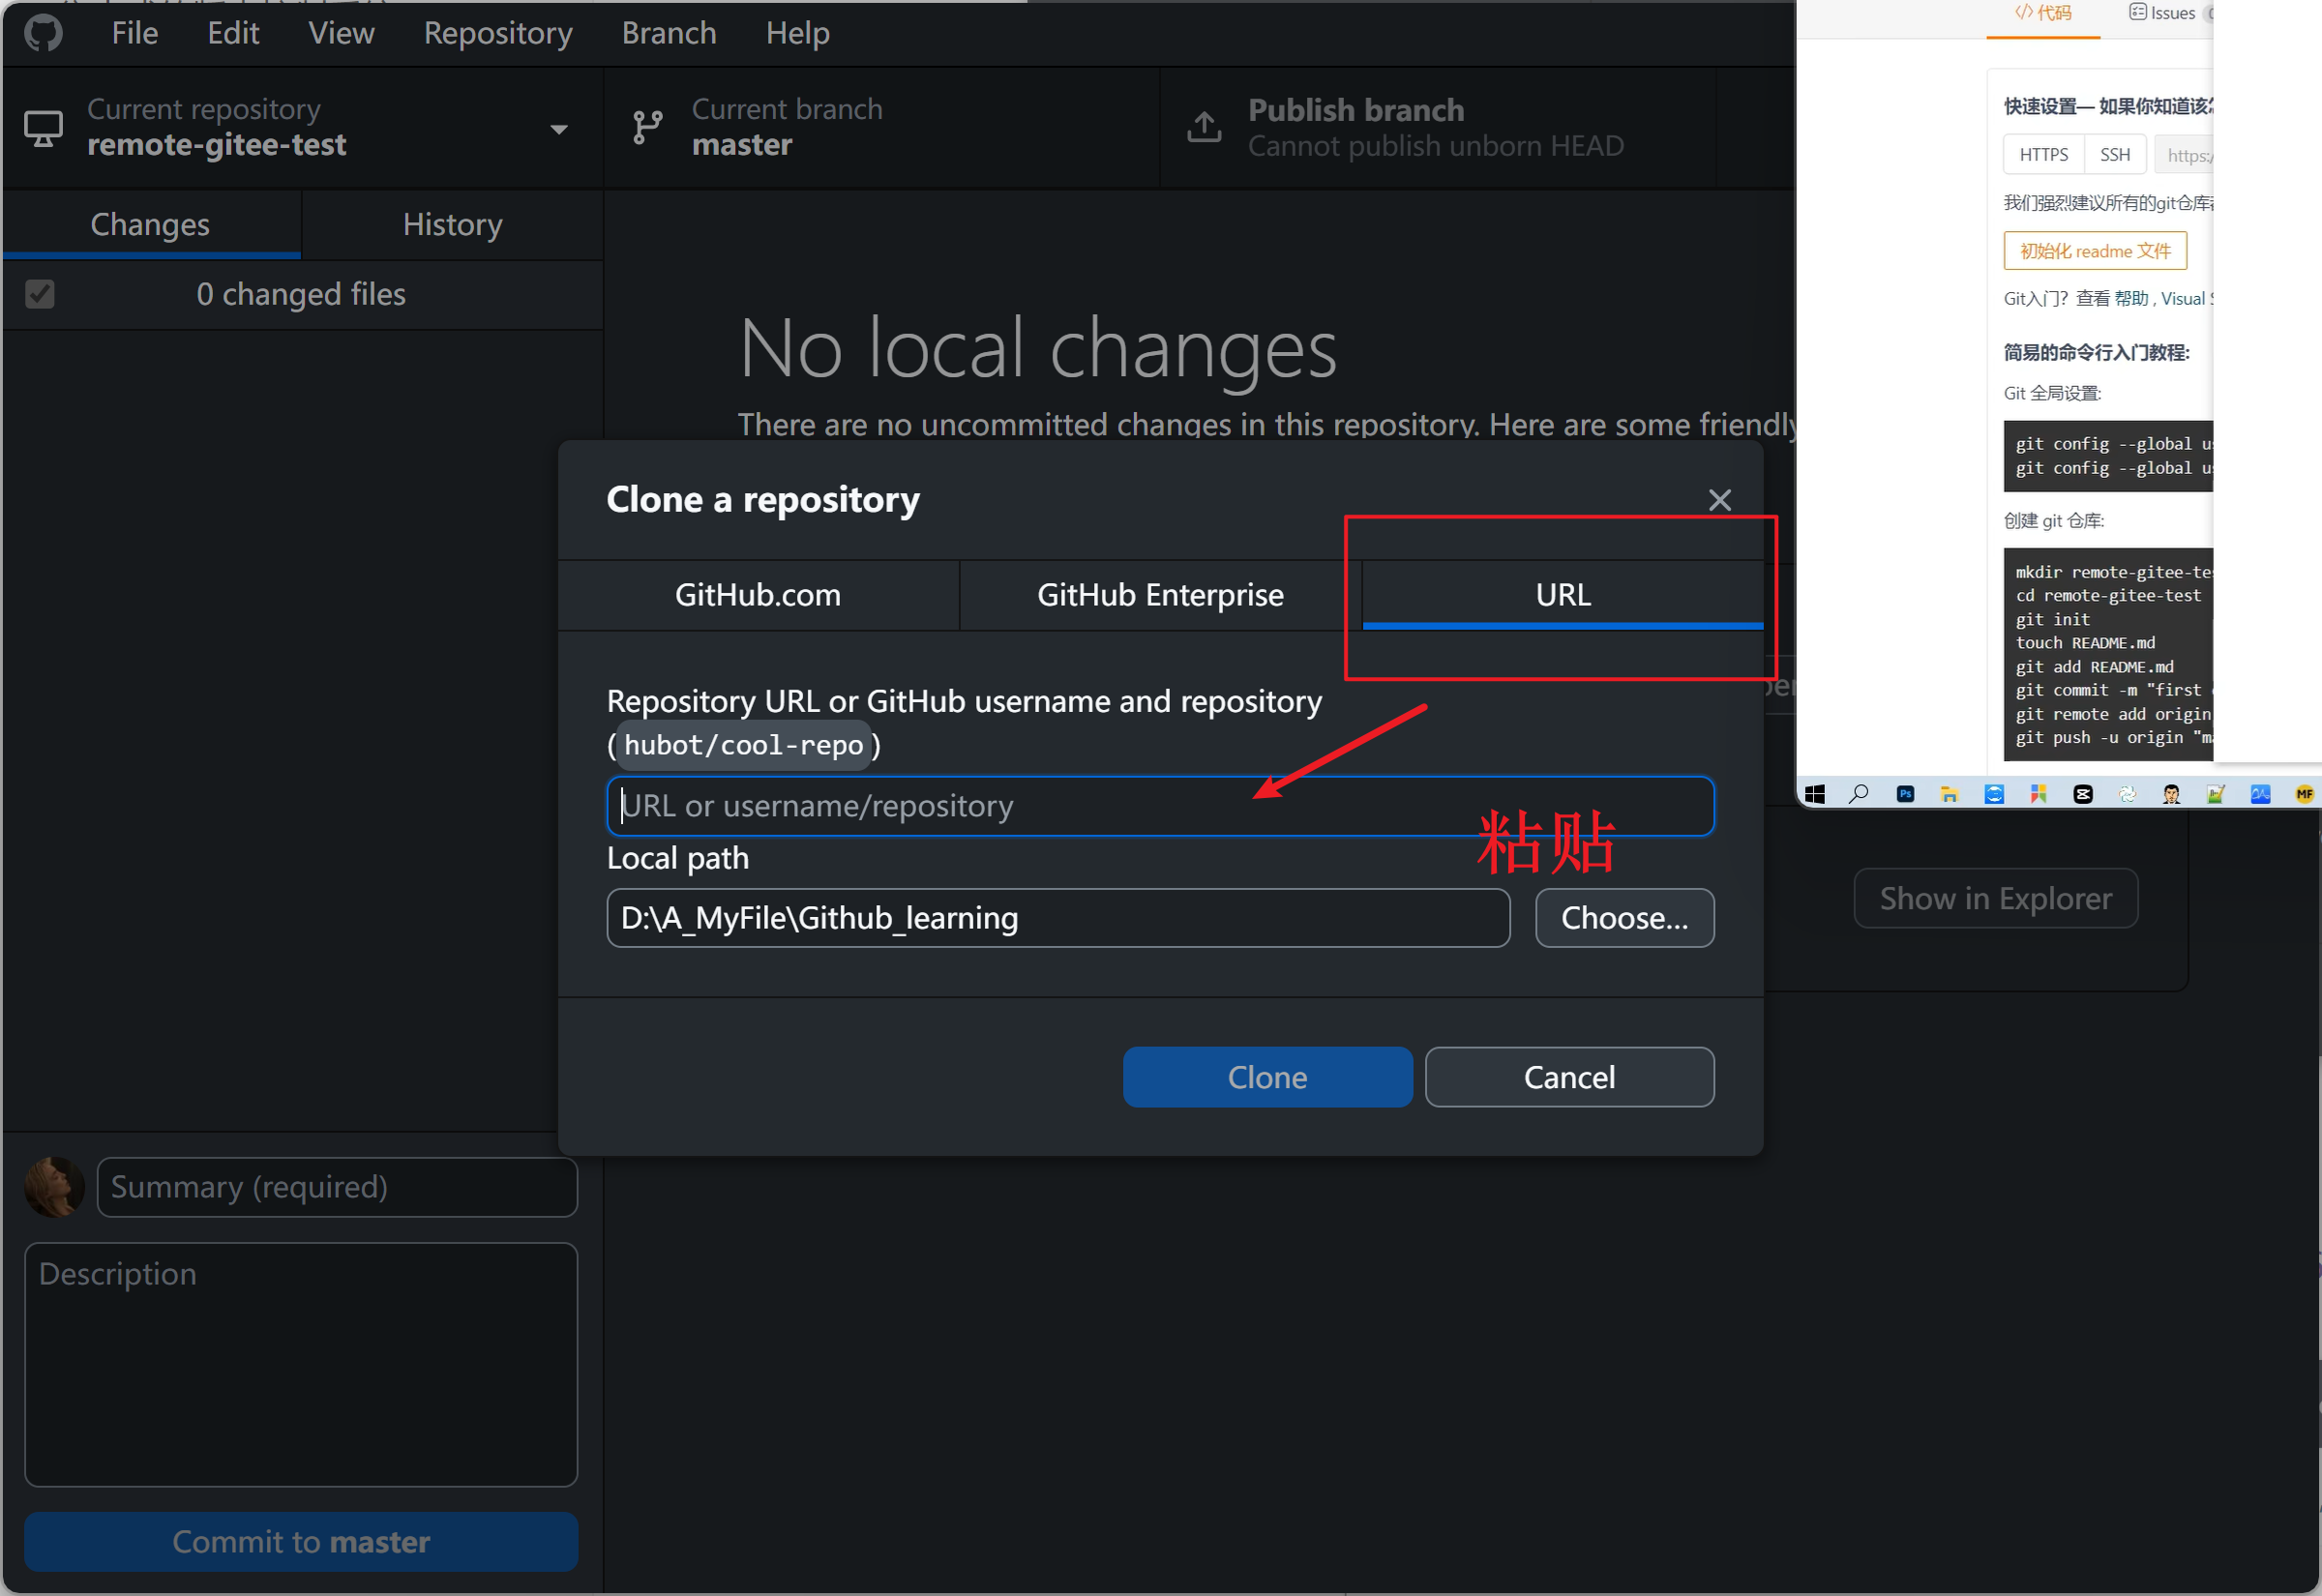 File Edit View Repository Branch Help
Current repository
remote-gitee-test
Current branch
master
Publish branch
Cannot publish unborn HEAD
Changes History
0 changed files
No local changes
There are no uncommitted changes in this repository. Here are some friendly
Clone a repository
GitHub.com GitHub Enterprise URL
Repository URL or GitHub username and repository
(hubot/cool-repo)
URL or username/repository
粘贴
Local path
D:\A_MyFile\Github_learning Choose...
Clone Cancel
Show in Explorer
Summary (required)
Description
Commit to master
代码 Issues
快速设置— 如果你知道该怎
HTTPS SSH https:/
我们强烈建议所有的git仓库
初始化 readme 文件
Git入门? 查看 帮助 , Visual
简易的命令行入门教程:
Git 全局设置:
git config --global
git config --global
创建 git 仓库:
mkdir remote-gitee-te
cd remote-gitee-test
git init
touch README.md
git add README.md
git commit -m "first
git remote add origin
git push -u origin "m
Ps
MF